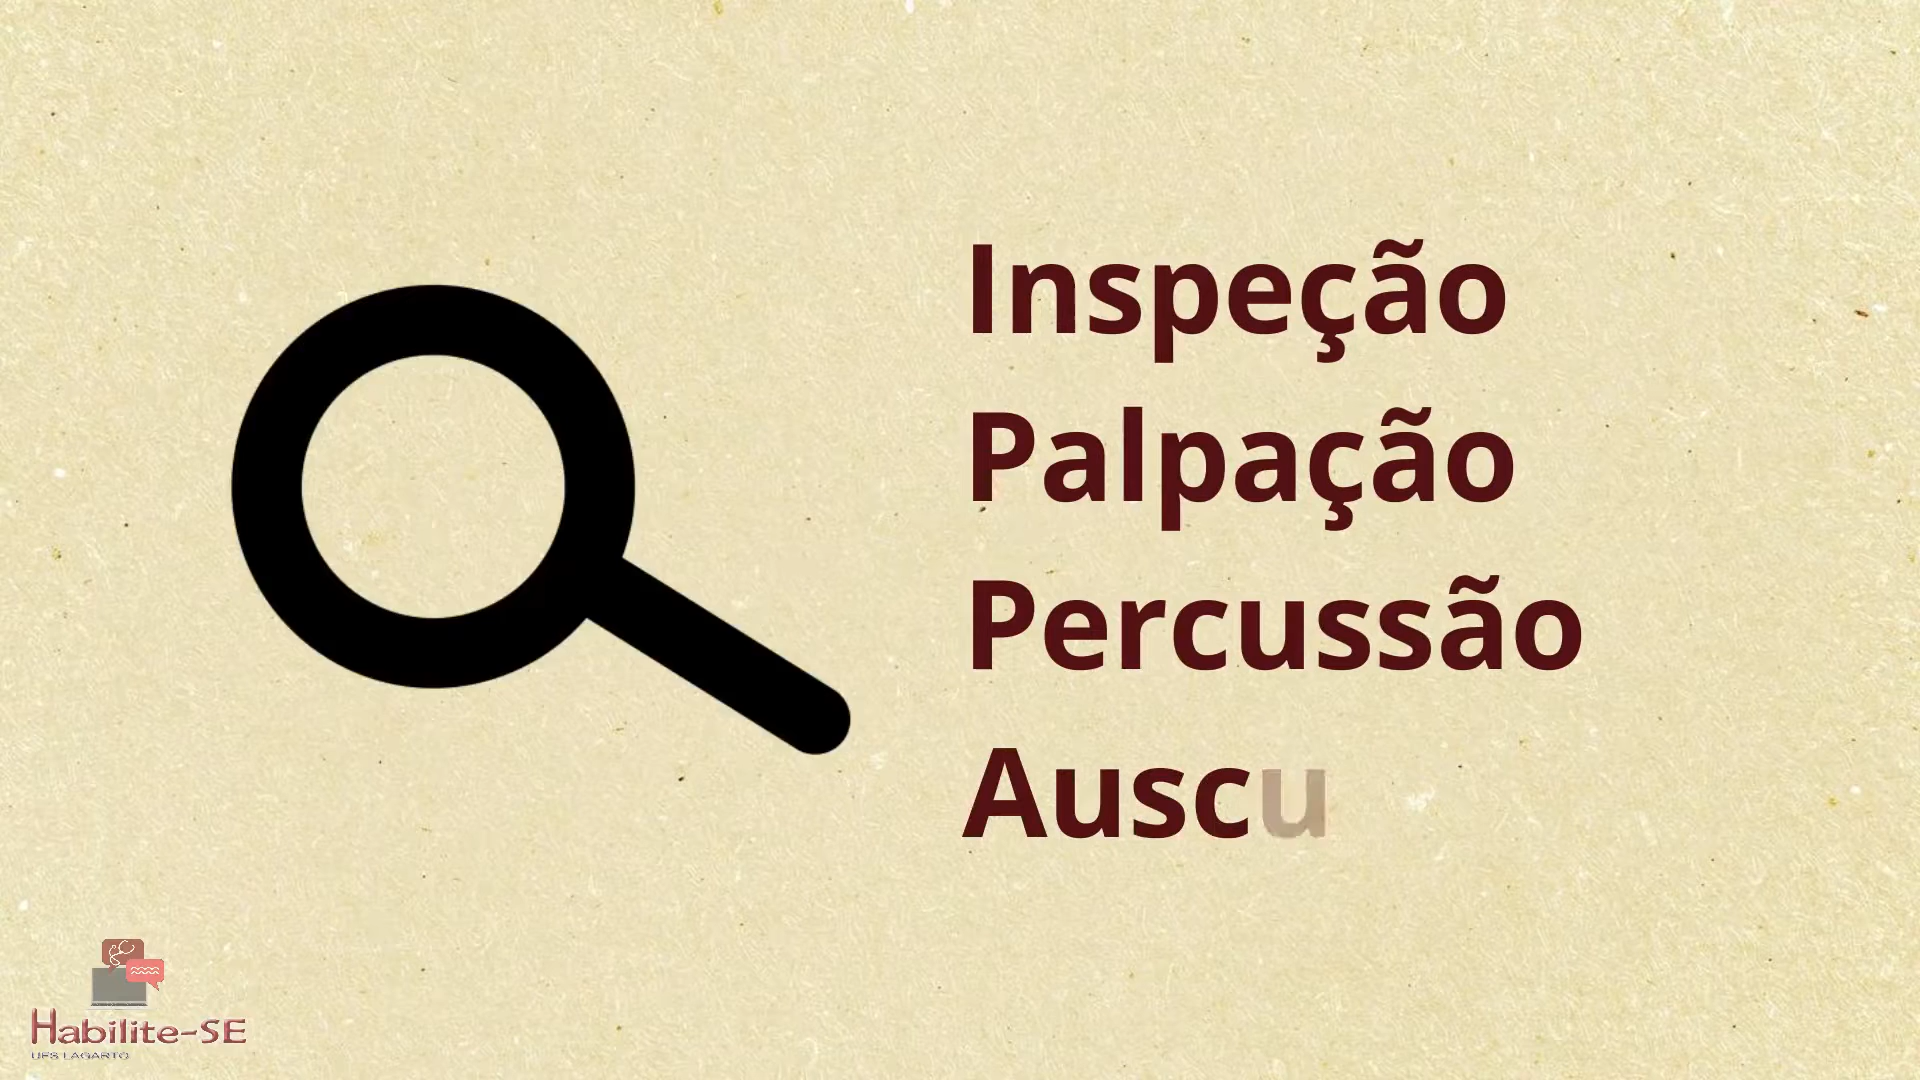 Inspeção
Palpação
Percussão
Auscu
Habilite-SE
UFS LAGARTO